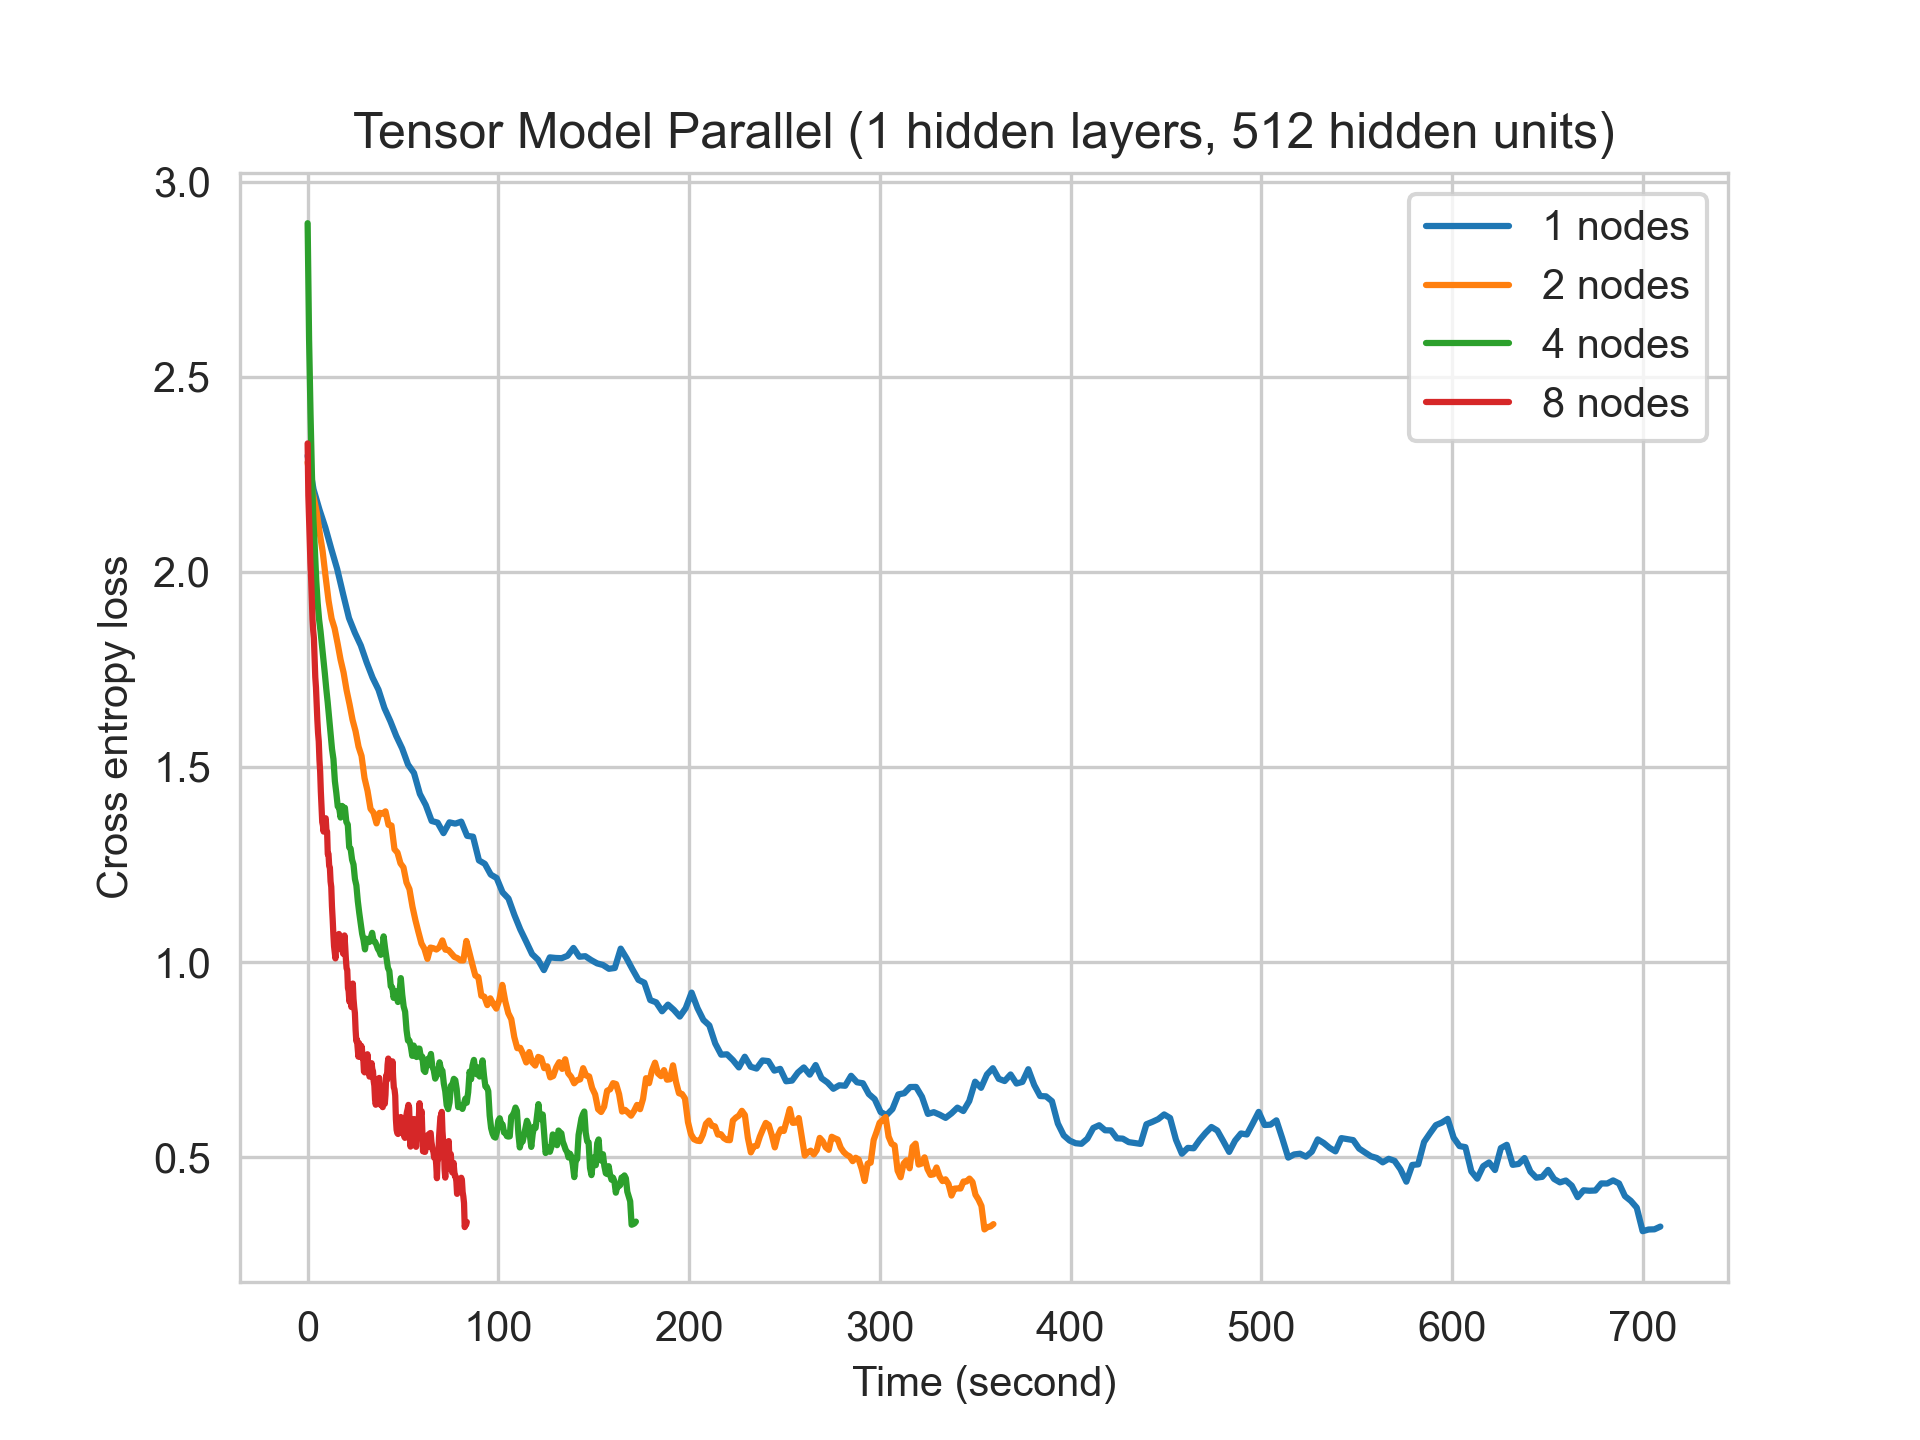 Tensor Model Parallel (1 hidden layers, 512 hidden units)
3.0
2.5
2.0
1.5
1.0
0.5
Cross entropy loss
1 nodes
2 nodes
4 nodes
8 nodes
0 100 200 300 400 500 600 700
Time (second)